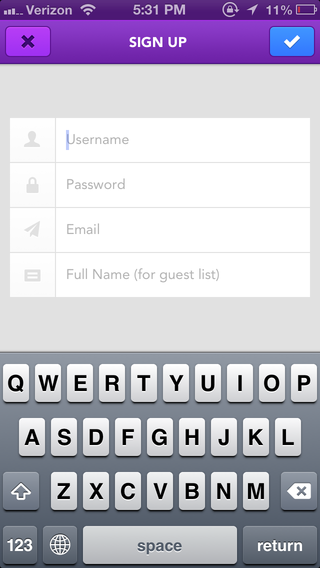 Verizon 5:31 PM 11%
SIGN UP
Username
Password
Email
Full Name (for guest list)
Q W E R T Y U I O P
A S D F G H J K L
Z X C V B N M
123 space return